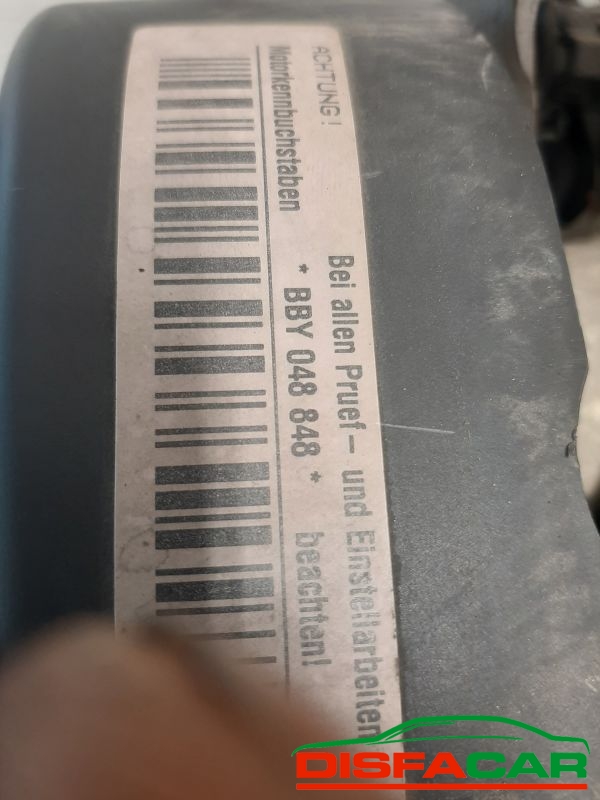 ACHTUNG! Bei allen Pruef- und Einstellarbeiten
Motorkennbuchstaben * BBY 048 848 * beachten!
DISFACAR